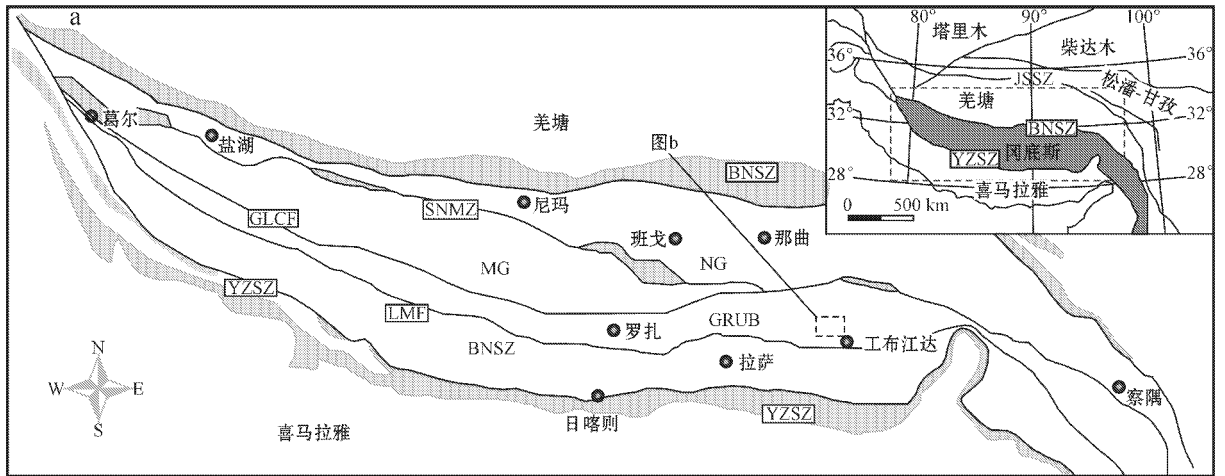 a
葛尔
盐湖
羌塘
图b
BNSZ
GLCF
SNMZ
尼玛
班戈
那曲
MG
NG
YZSZ
LMF
罗扎
GRUB
BNSZ
拉萨
工布江达
察隅
日喀则
YZSZ
喜马拉雅
N
W
E
S
80°
90°
100°
塔里木
柴达木
36°
36°
JSSZ
松潘-甘孜
羌塘
32°
BNSZ
32°
YZSZ
冈底斯
28°
28°
喜马拉雅
0
500 km